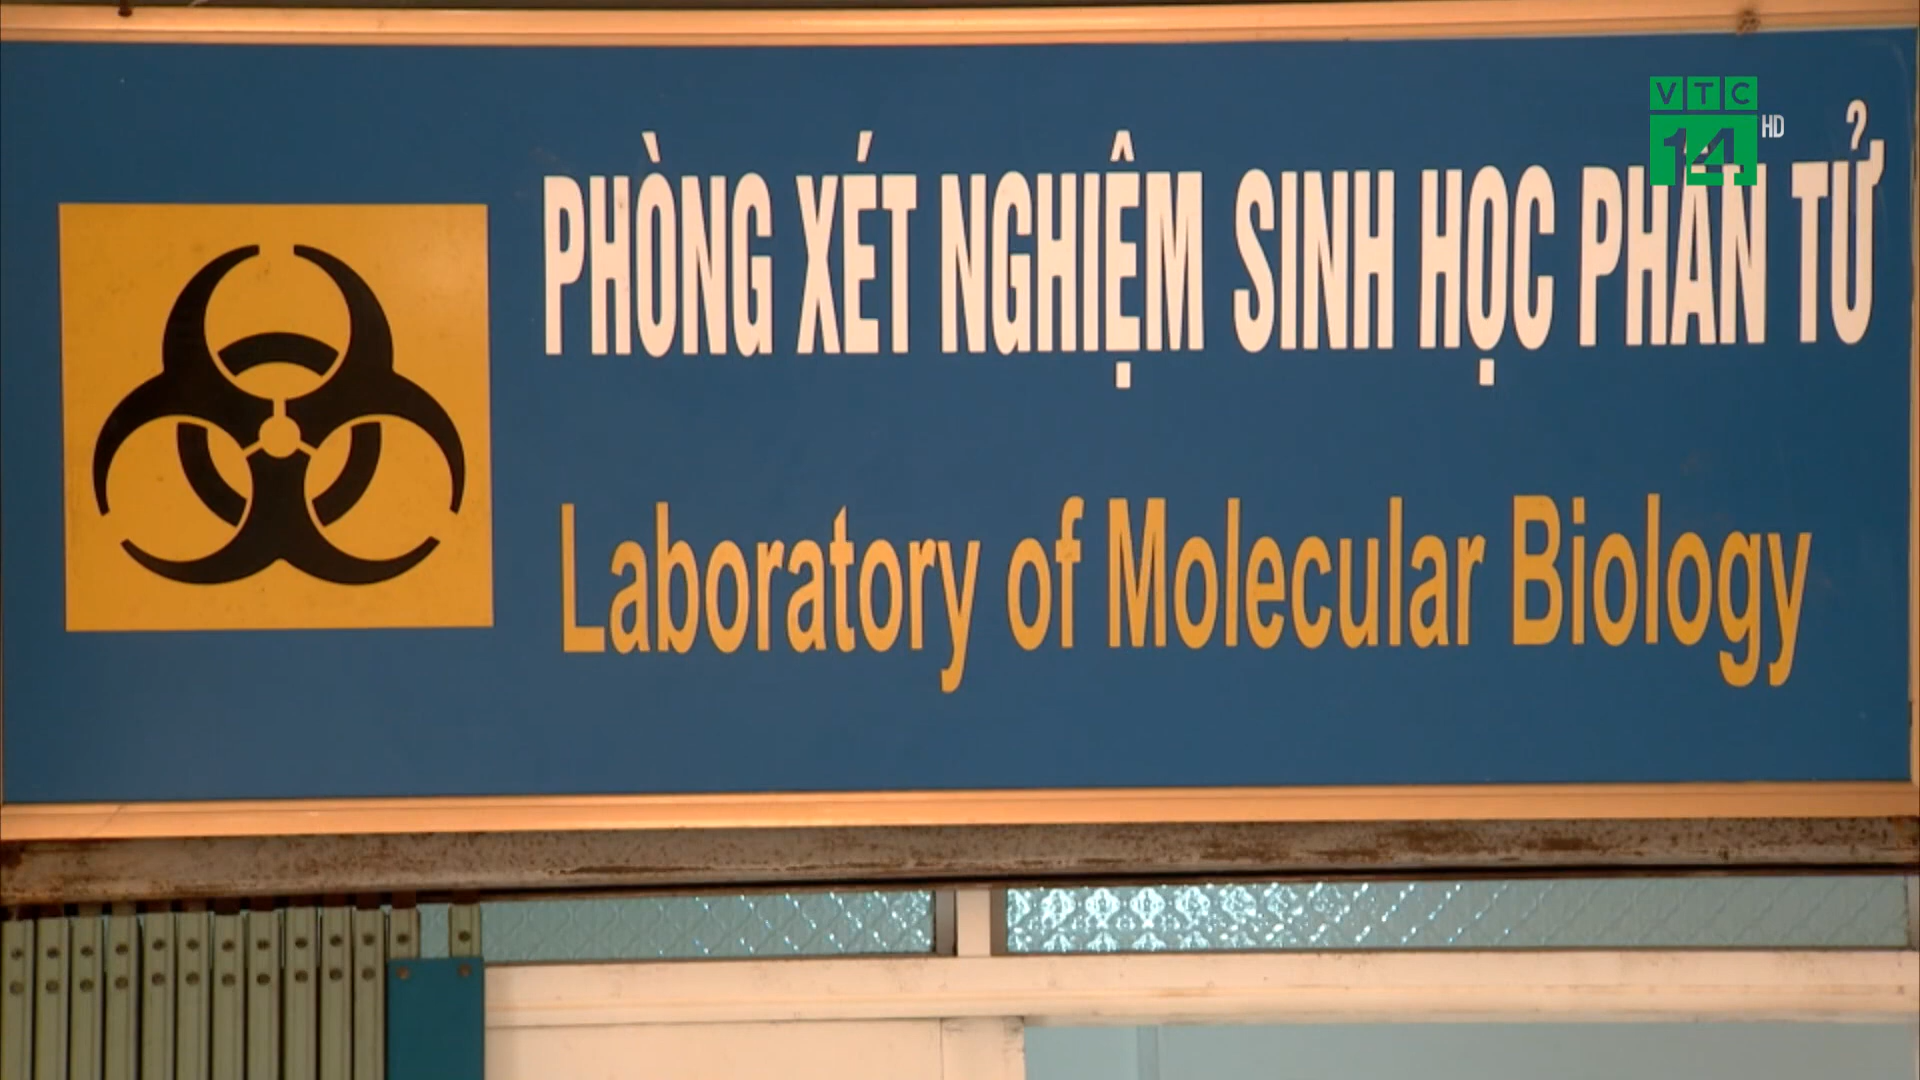 VTC
14 HD
PHÒNG XÉT NGHIỆM SINH HỌC PHÂN TỬ
Laboratory of Molecular Biology